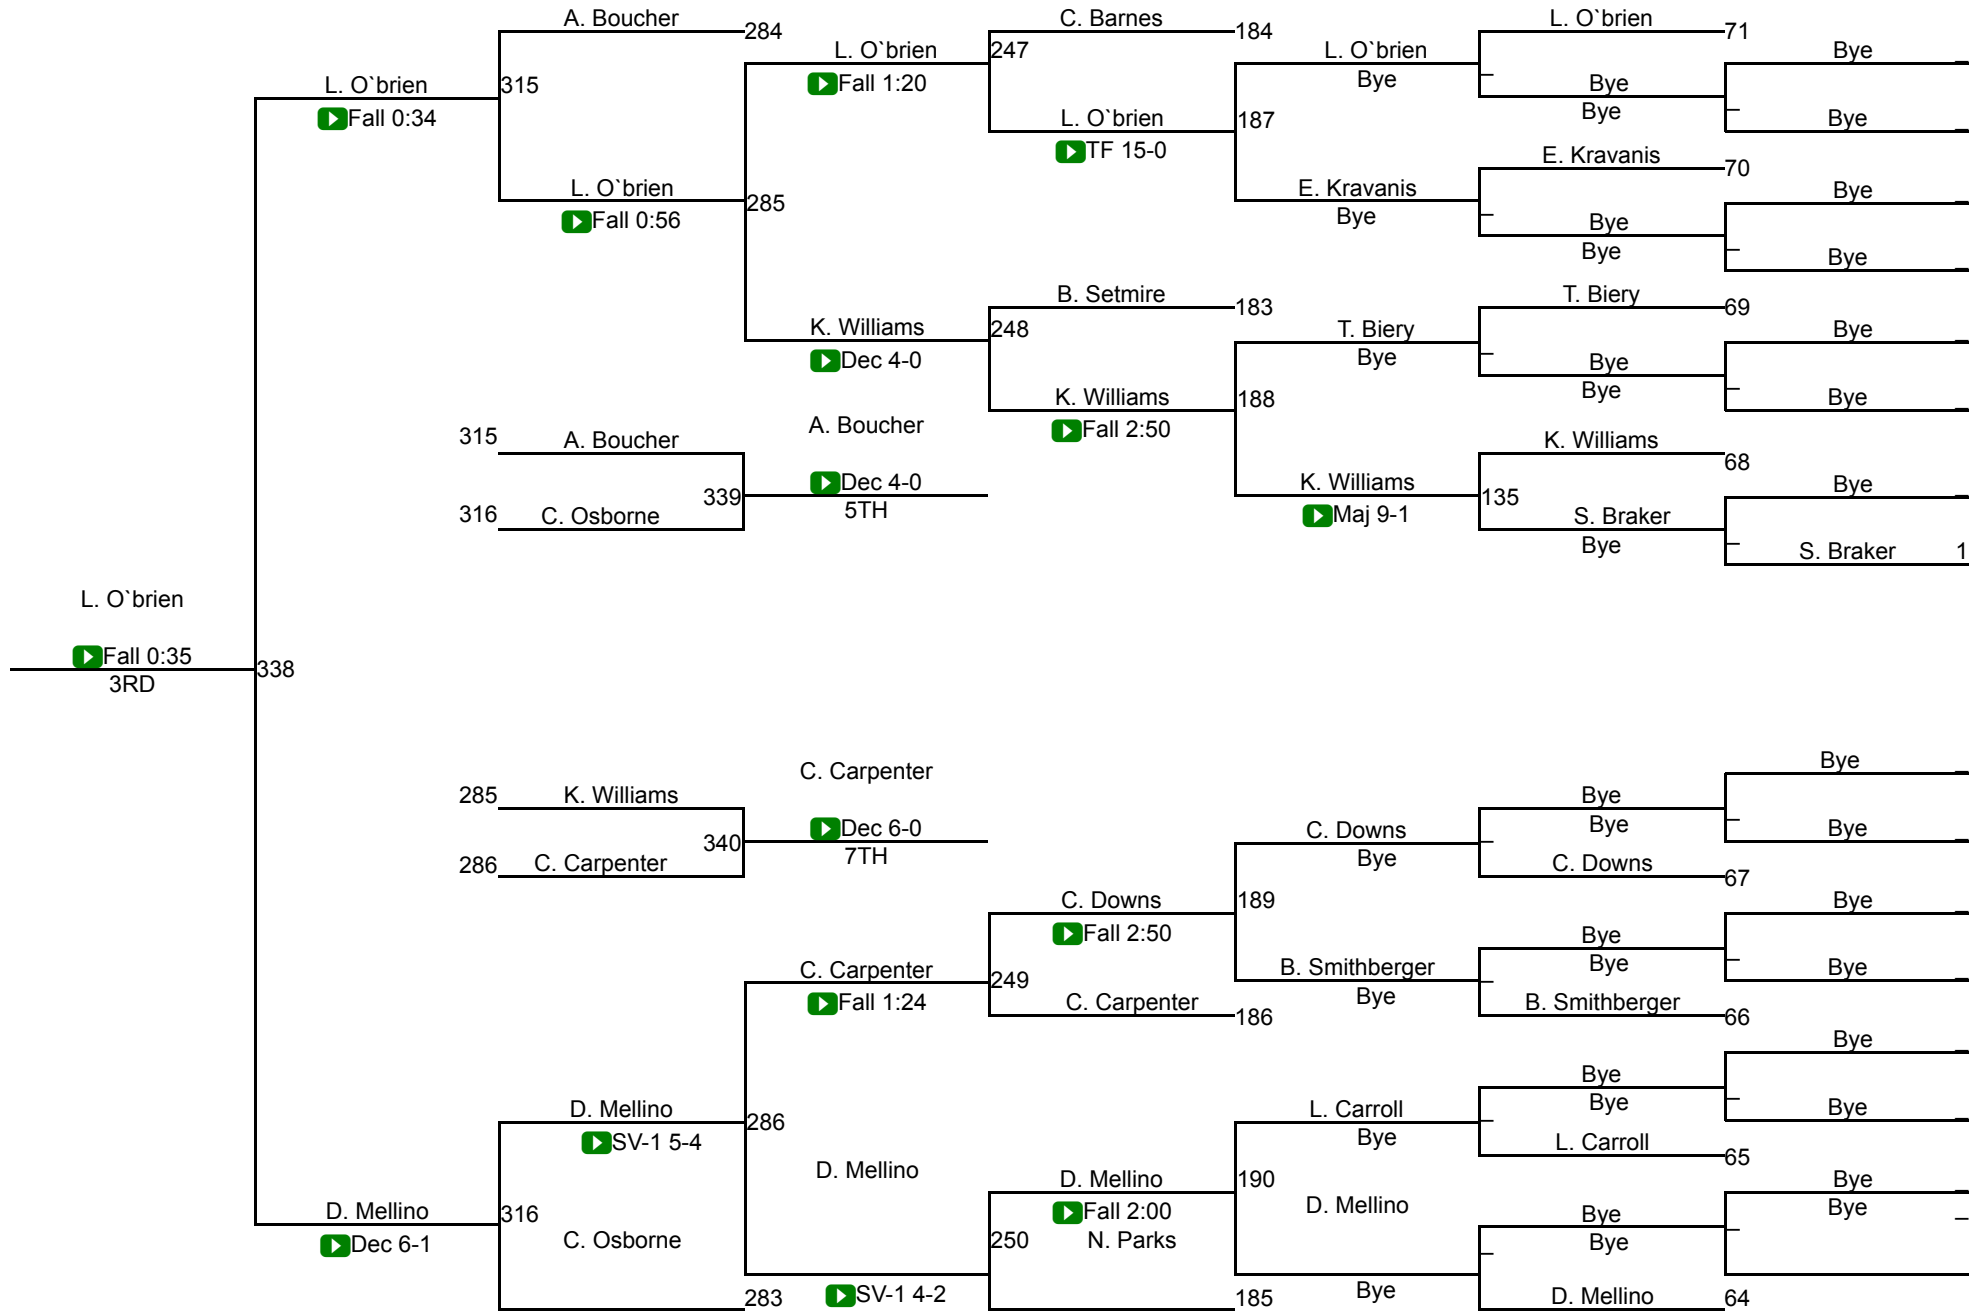 A. Boucher
284
C. Barnes
184
L. O`brien
71
L. O`brien
247
L. O`brien
Bye
Bye
L. O`brien
315
Fall 1:20
Bye
Bye
Fall 0:34
L. O`brien
187
Bye
Bye
TF 15-0
E. Kravanis
70
L. O`brien
285
E. Kravanis
Bye
Fall 0:56
Bye
Bye
Bye
Bye
B. Setmire
183
T. Biery
69
K. Williams
248
T. Biery
Bye
Dec 4-0
Bye
Bye
Bye
K. Williams
188
Bye
A. Boucher
Fall 2:50
315
A. Boucher
K. Williams
68
Dec 4-0
K. Williams
Bye
339
5TH
135
316
C. Osborne
Maj 9-1
S. Braker
Bye
S. Braker
1
L. O`brien
Fall 0:35
338
3RD
C. Carpenter
Bye
285
K. Williams
Bye
Dec 6-0
C. Downs
Bye
Bye
340
7TH
Bye
286
C. Carpenter
C. Downs
67
C. Downs
189
Bye
Fall 2:50
Bye
C. Carpenter
249
B. Smithberger
Bye
Bye
Fall 1:24
C. Carpenter
186
Bye
B. Smithberger
66
Bye
Bye
D. Mellino
286
L. Carroll
Bye
Bye
SV-1 5-4
Bye
L. Carroll
65
D. Mellino
D. Mellino
190
Bye
D. Mellino
316
Fall 2:00
D. Mellino
Bye
Bye
Dec 6-1
C. Osborne
250
N. Parks
Bye
283
SV-1 4-2
185
Bye
D. Mellino
64